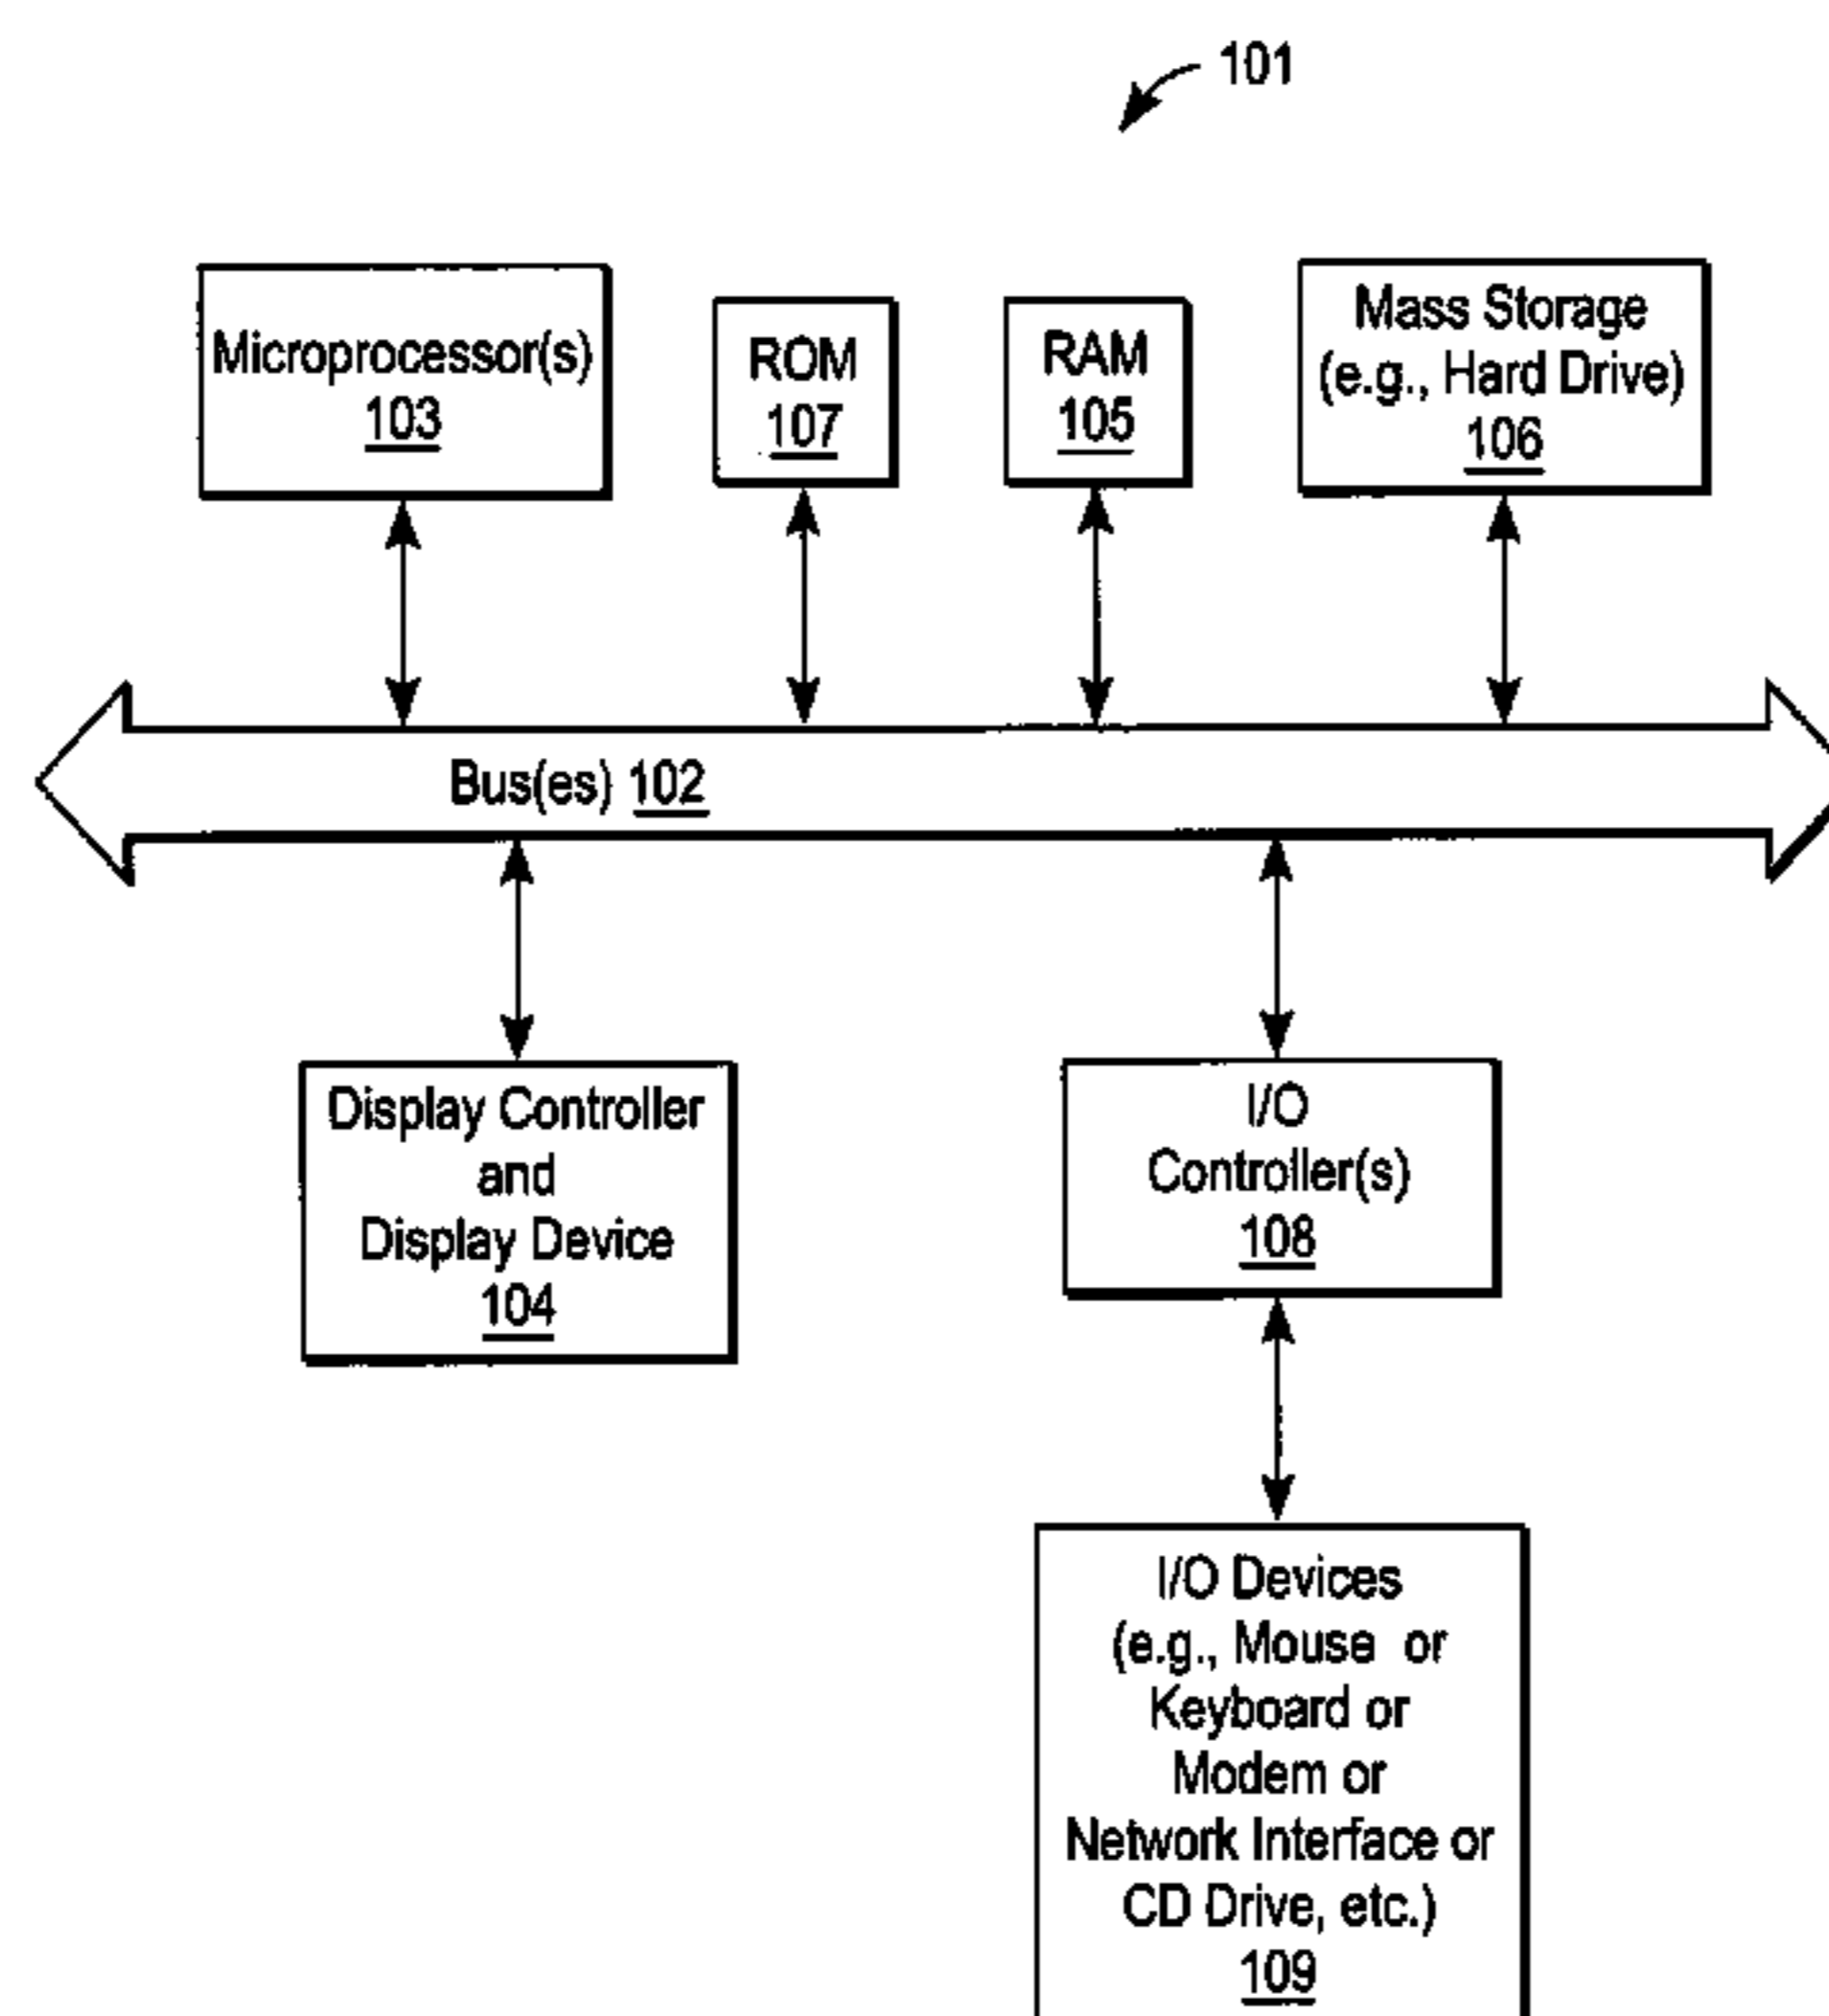 101
Microprocessor(s)
103
ROM
107
RAM
105
Mass Storage
(e.g., Hard Drive)
106
Bus(es) 102
Display Controller
and
Display Device
104
I/O
Controller(s)
108
I/O Devices
(e.g., Mouse or
Keyboard or
Modem or
Network Interface or
CD Drive, etc.)
109